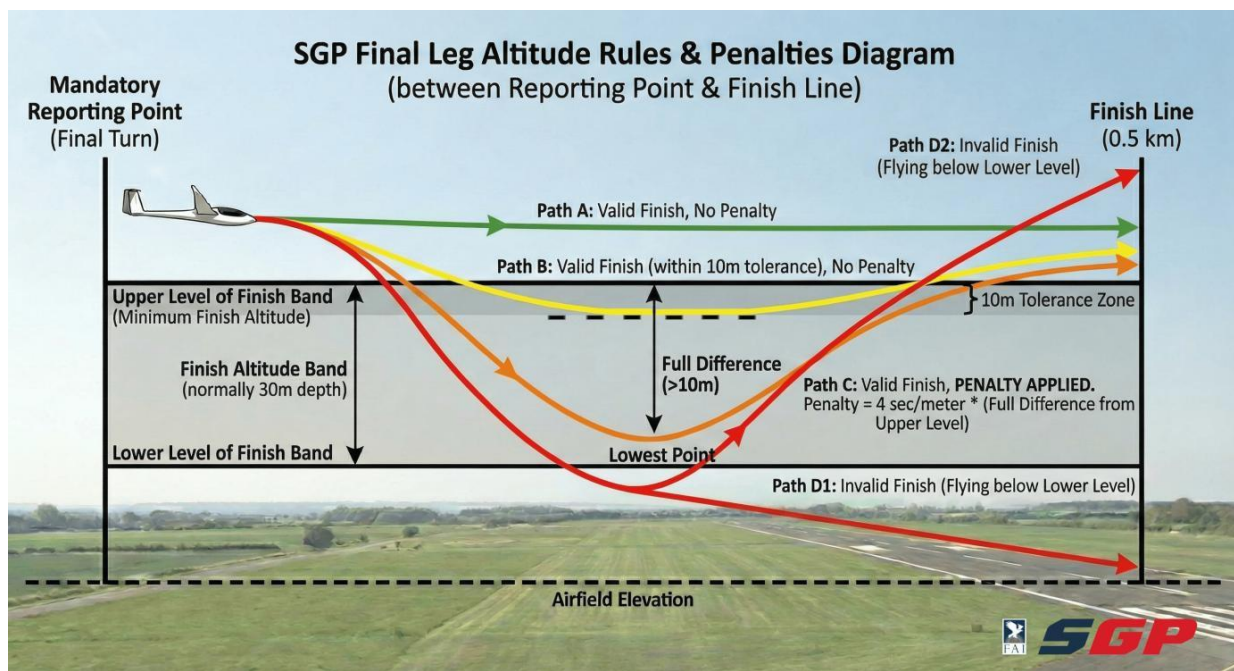 SGP Final Leg Altitude Rules & Penalties Diagram
(between Reporting Point & Finish Line)
Mandatory
Reporting Point
(Final Turn)
Finish Line
(0.5 km)
Path D2: Invalid Finish
(Flying below Lower Level)
Path A: Valid Finish, No Penalty
Path B: Valid Finish (within 10m tolerance), No Penalty
Upper Level of Finish Band
(Minimum Finish Altitude)
10m Tolerance Zone
Finish Altitude Band
(normally 30m depth)
Full Difference
(>10m)
Path C: Valid Finish, PENALTY APPLIED.
Penalty = 4 sec/meter * (Full Difference from
Upper Level)
Lower Level of Finish Band
Lowest Point
Path D1: Invalid Finish (Flying below Lower Level)
Airfield Elevation
FAI
SGP